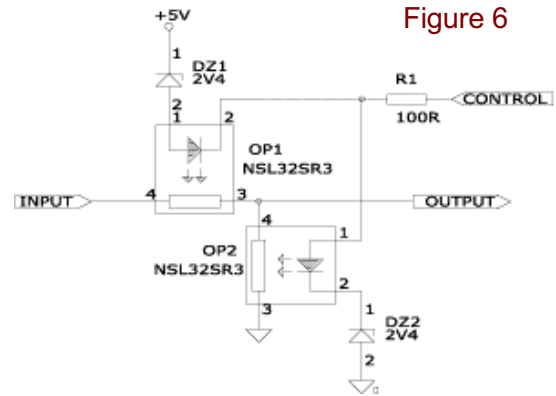 Figure 6
+5V
1
DZ1
2V4
2
1
2
R1
100R
CONTROL
OP1
NSL32SR3
INPUT
4
3
OUTPUT
4
1
OP2
NSL32SR3
2
3
1
DZ2
2V4
2